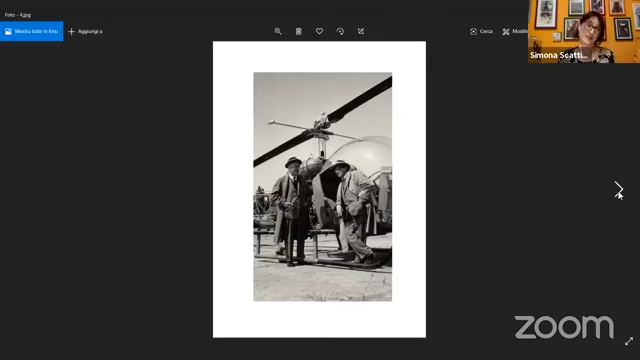 Foto - 4.jpg
Mostra tutte le foto
Aggiungi a
Cerca
Simona Scatti...
zoom